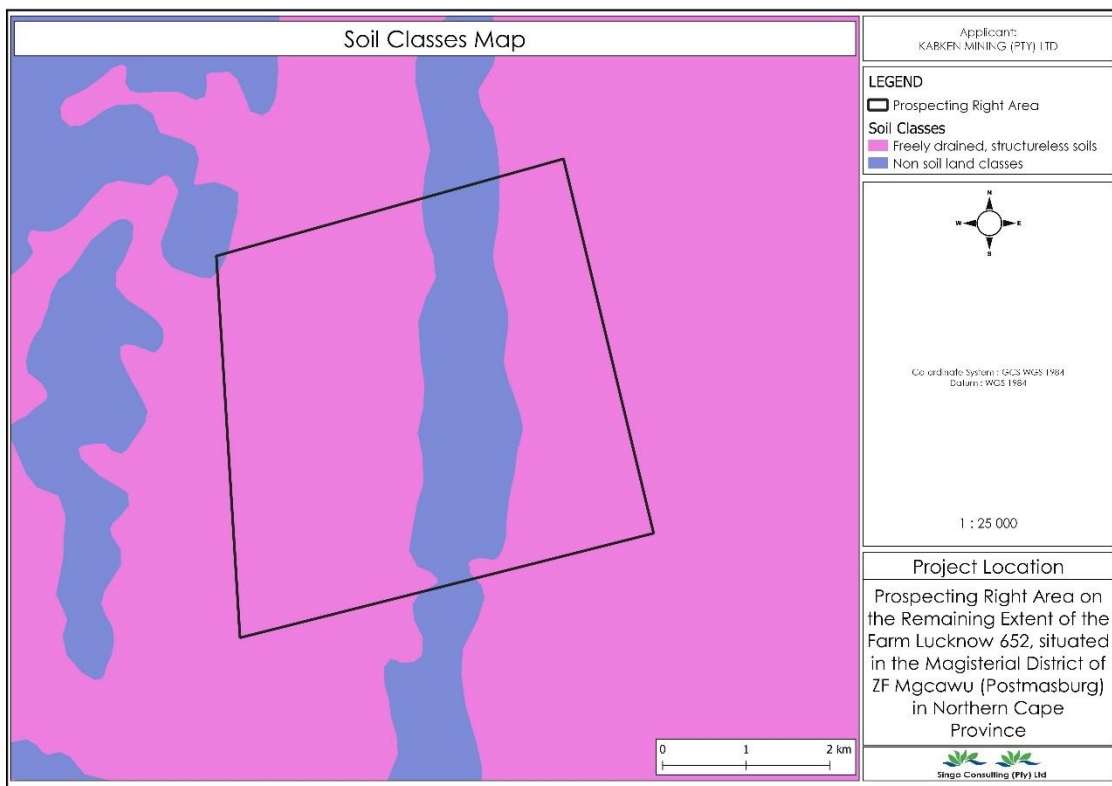 Soil Classes Map
Applicant:
KABKEN MINING (PTY) LTD
LEGEND
Prospecting Right Area
Soil Classes
Freely drained, structureless soils
Non soil land classes
N
W E
S
Co ordinate System : GCS WGS 1984
Datum : WGS 1984
1 : 25 000
Project Location
Prospecting Right Area on
the Remaining Extent of the
Farm Lucknow 652, situated
in the Magisterial District of
ZF Mgcawu (Postmasburg)
in Northern Cape
Province
0 1 2 km
Singo Consulting (Pty) Ltd